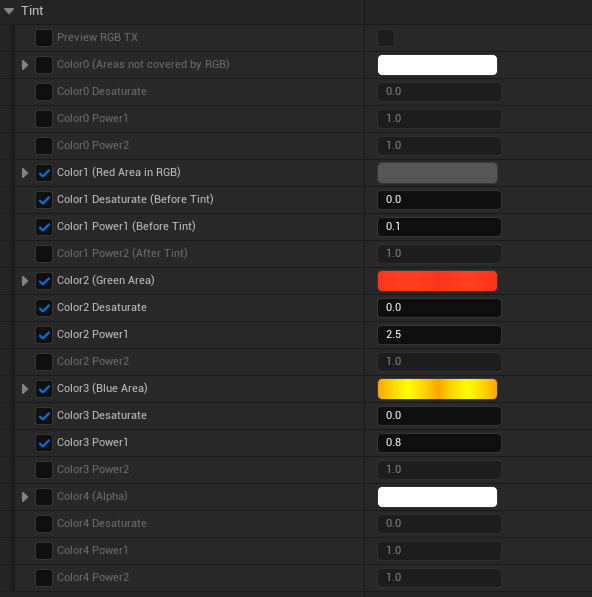 Tint
Preview RGB TX
Color0 (Areas not covered by RGB)
Color0 Desaturate 0.0
Color0 Power1 1.0
Color0 Power2 1.0
Color1 (Red Area in RGB)
Color1 Desaturate (Before Tint) 0.0
Color1 Power1 (Before Tint) 0.1
Color1 Power2 (After Tint) 1.0
Color2 (Green Area)
Color2 Desaturate 0.0
Color2 Power1 2.5
Color2 Power2 1.0
Color3 (Blue Area)
Color3 Desaturate 0.0
Color3 Power1 0.8
Color3 Power2 1.0
Color4 (Alpha)
Color4 Desaturate 0.0
Color4 Power1 1.0
Color4 Power2 1.0